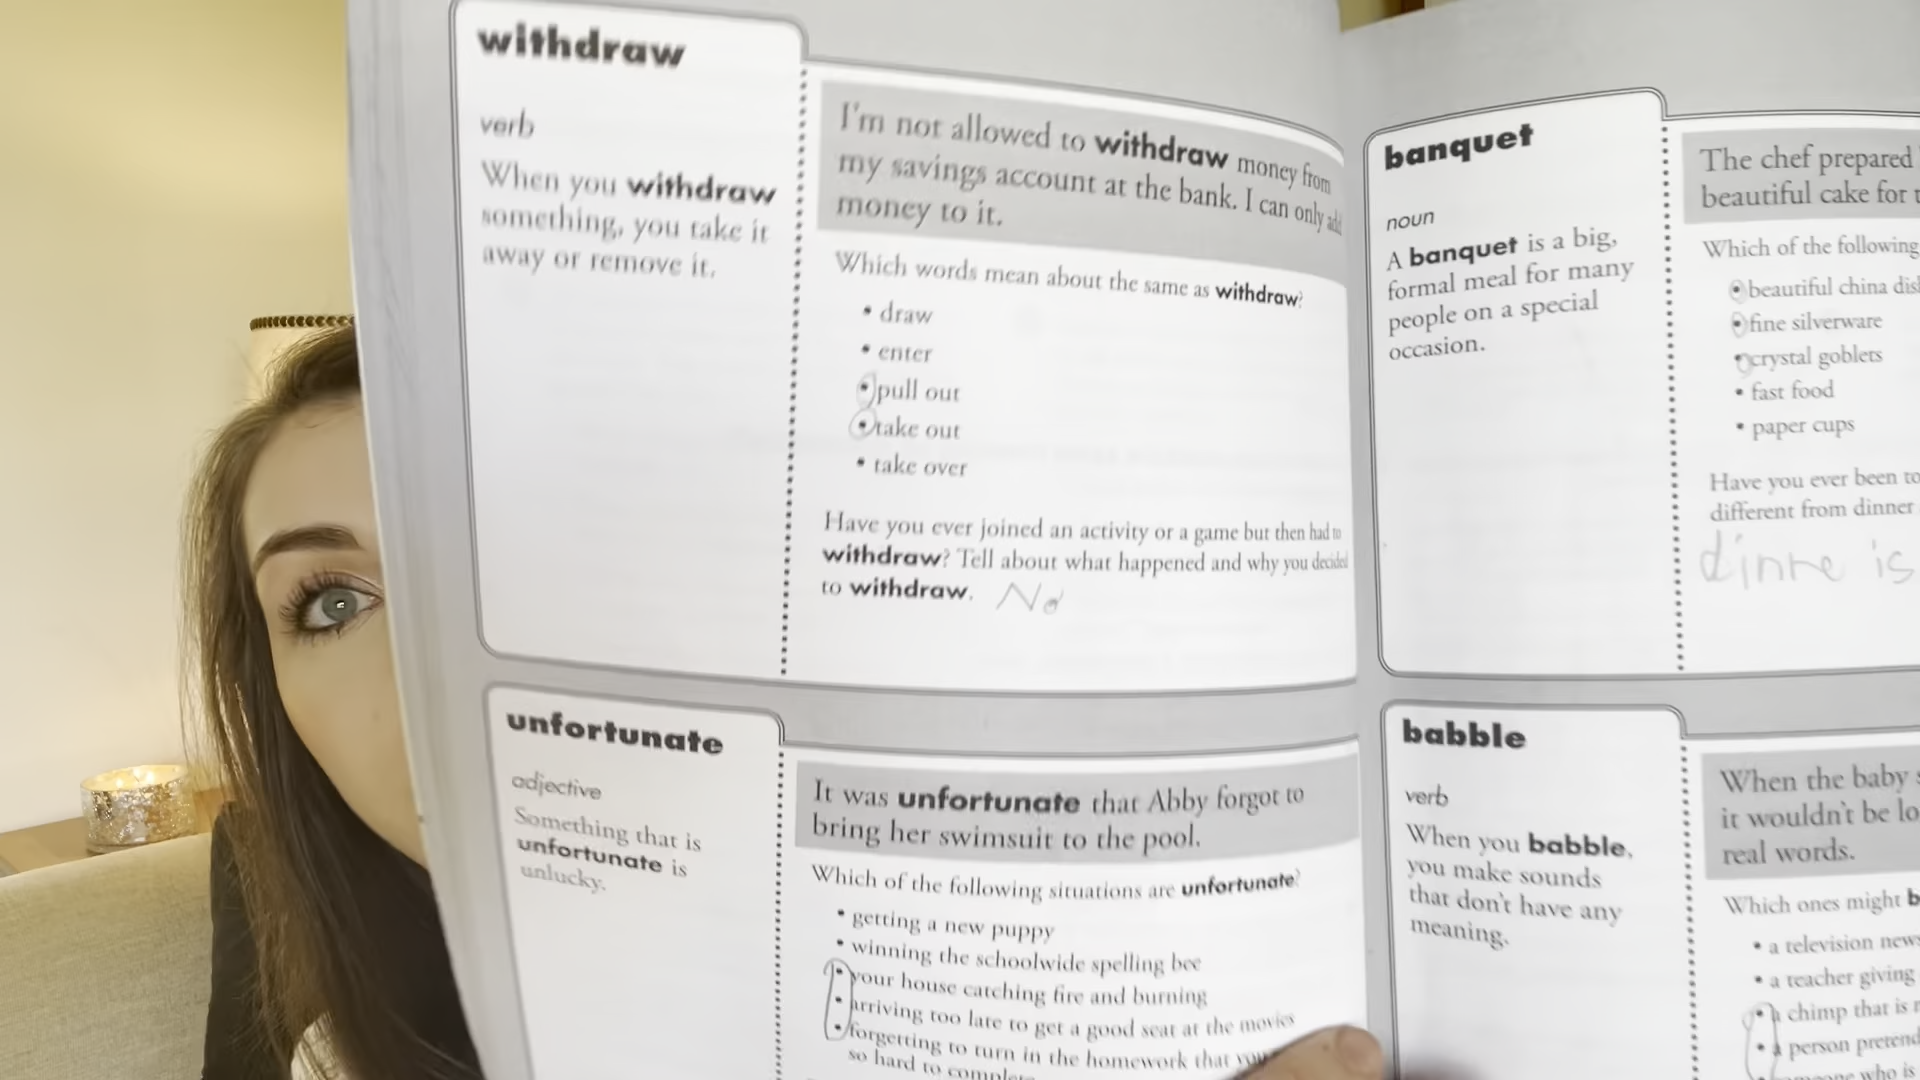 withdraw
verb
When you withdraw
something, you take it
away or remove it.
I'm not allowed to withdraw money from
my savings account at the bank. I can only add
money to it.
Which words mean about the same as withdraw?
• draw
• enter
• pull out
• take out
• take over
Have you ever joined an activity or a game but then had to
withdraw? Tell about what happened and why you decided
to withdraw.
No
unfortunate
adjective
Something that is
unfortunate is
unlucky.
It was unfortunate that Abby forgot to
bring her swimsuit to the pool.
Which of the following situations are unfortunate?
• getting a new puppy
• winning the schoolwide spelling bee
• your house catching fire and burning
• arriving too late to get a good seat at the movies
• forgetting to turn in the homework that
so hard to
banquet
noun
A banquet is a big,
formal meal for many
people on a special
occasion.
The chef prepared
beautiful cake for
Which of the following
• beautiful china
• fine silverware
• crystal goblets
• fast food
• paper cups
Have you ever been to
different from dinner
dinre is
babble
verb
When you babble,
you make sounds
that don't have any
meaning.
When the baby
it wouldn't be
real words.
Which ones might
• a television
• a teacher giving
• a chimp that is
• a person
who is